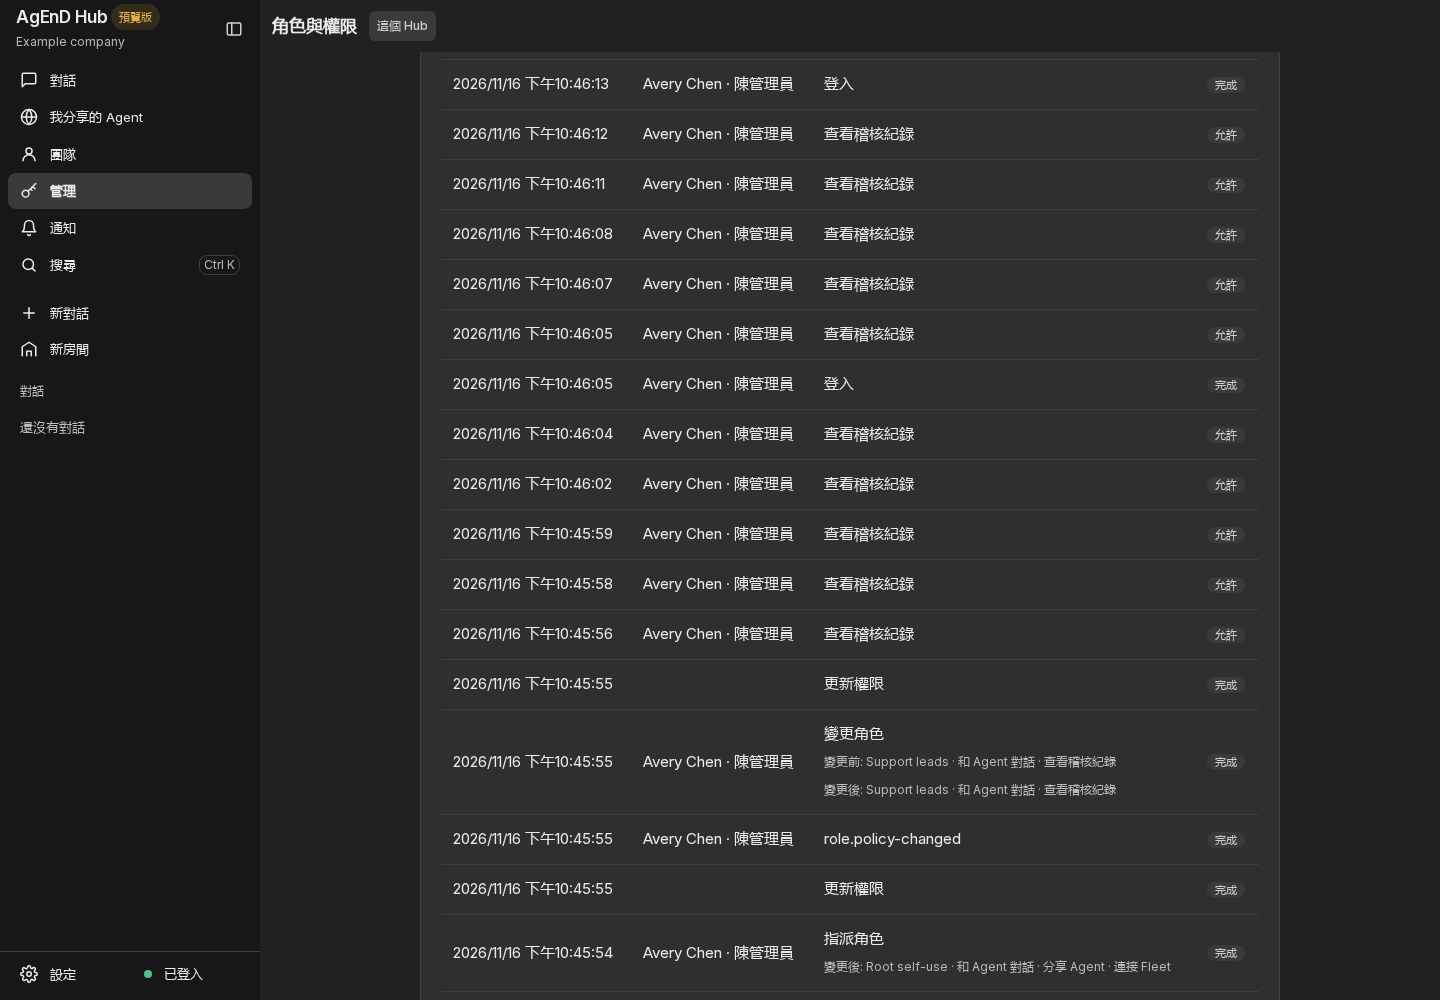 AgEnD Hub 預覽版
Example company
對話
我分享的 Agent
團隊
管理
通知
搜尋 Ctrl K
新對話
新房間
對話
還沒有對話
設定 已登入
角色與權限 這個 Hub
2026/11/16 下午10:46:13 Avery Chen · 陳管理員 登入 完成
2026/11/16 下午10:46:12 Avery Chen · 陳管理員 查看稽核紀錄 允許
2026/11/16 下午10:46:11 Avery Chen · 陳管理員 查看稽核紀錄 允許
2026/11/16 下午10:46:08 Avery Chen · 陳管理員 查看稽核紀錄 允許
2026/11/16 下午10:46:07 Avery Chen · 陳管理員 查看稽核紀錄 允許
2026/11/16 下午10:46:05 Avery Chen · 陳管理員 查看稽核紀錄 允許
2026/11/16 下午10:46:05 Avery Chen · 陳管理員 登入 完成
2026/11/16 下午10:46:04 Avery Chen · 陳管理員 查看稽核紀錄 允許
2026/11/16 下午10:46:02 Avery Chen · 陳管理員 查看稽核紀錄 允許
2026/11/16 下午10:45:59 Avery Chen · 陳管理員 查看稽核紀錄 允許
2026/11/16 下午10:45:58 Avery Chen · 陳管理員 查看稽核紀錄 允許
2026/11/16 下午10:45:56 Avery Chen · 陳管理員 查看稽核紀錄 允許
2026/11/16 下午10:45:55 更新權限 完成
2026/11/16 下午10:45:55 Avery Chen · 陳管理員 變更角色 完成
變更前: Support leads · 和 Agent 對話 · 查看稽核紀錄
變更後: Support leads · 和 Agent 對話 · 查看稽核紀錄
2026/11/16 下午10:45:55 Avery Chen · 陳管理員 role.policy-changed 完成
2026/11/16 下午10:45:55 更新權限 完成
2026/11/16 下午10:45:54 Avery Chen · 陳管理員 指派角色 完成
變更後: Root self-use · 和 Agent 對話 · 分享 Agent · 連接 Fleet